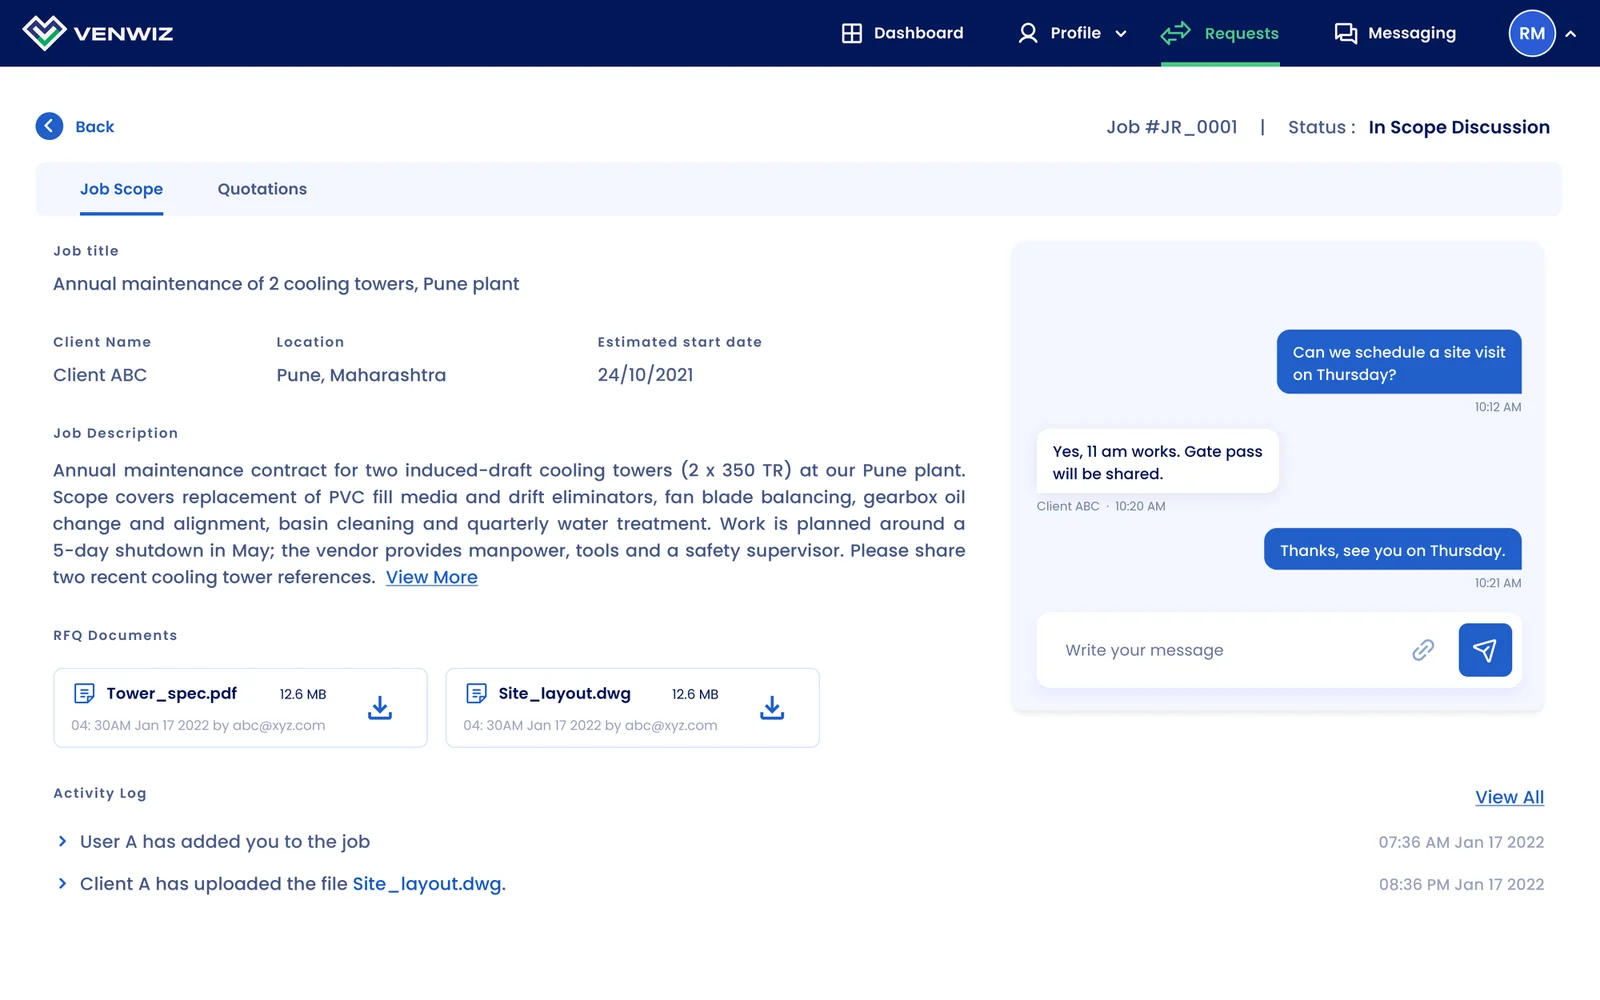 VENWIZ
Dashboard
Profile
Requests
Messaging
RM
Back
Job #JR_0001 | Status : In Scope Discussion
Job Scope
Quotations
Job title
Annual maintenance of 2 cooling towers, Pune plant
Client Name
Location
Estimated start date
Client ABC
Pune, Maharashtra
24/10/2021
Job Description
Annual maintenance contract for two induced-draft cooling towers (2 x 350 TR) at our Pune plant.
Scope covers replacement of PVC fill media and drift eliminators, fan blade balancing, gearbox oil
change and alignment, basin cleaning and quarterly water treatment. Work is planned around a
5-day shutdown in May; the vendor provides manpower, tools and a safety supervisor. Please share
two recent cooling tower references. View More
RFQ Documents
Tower_spec.pdf 12.6 MB
04: 30AM Jan 17 2022 by abc@xyz.com
Site_layout.dwg 12.6 MB
04: 30AM Jan 17 2022 by abc@xyz.com
Can we schedule a site visit
on Thursday?
10:12 AM
Yes, 11 am works. Gate pass
will be shared.
Client ABC · 10:20 AM
Thanks, see you on Thursday.
10:21 AM
Write your message
Activity Log
View All
User A has added you to the job
07:36 AM Jan 17 2022
Client A has uploaded the file Site_layout.dwg.
08:36 PM Jan 17 2022